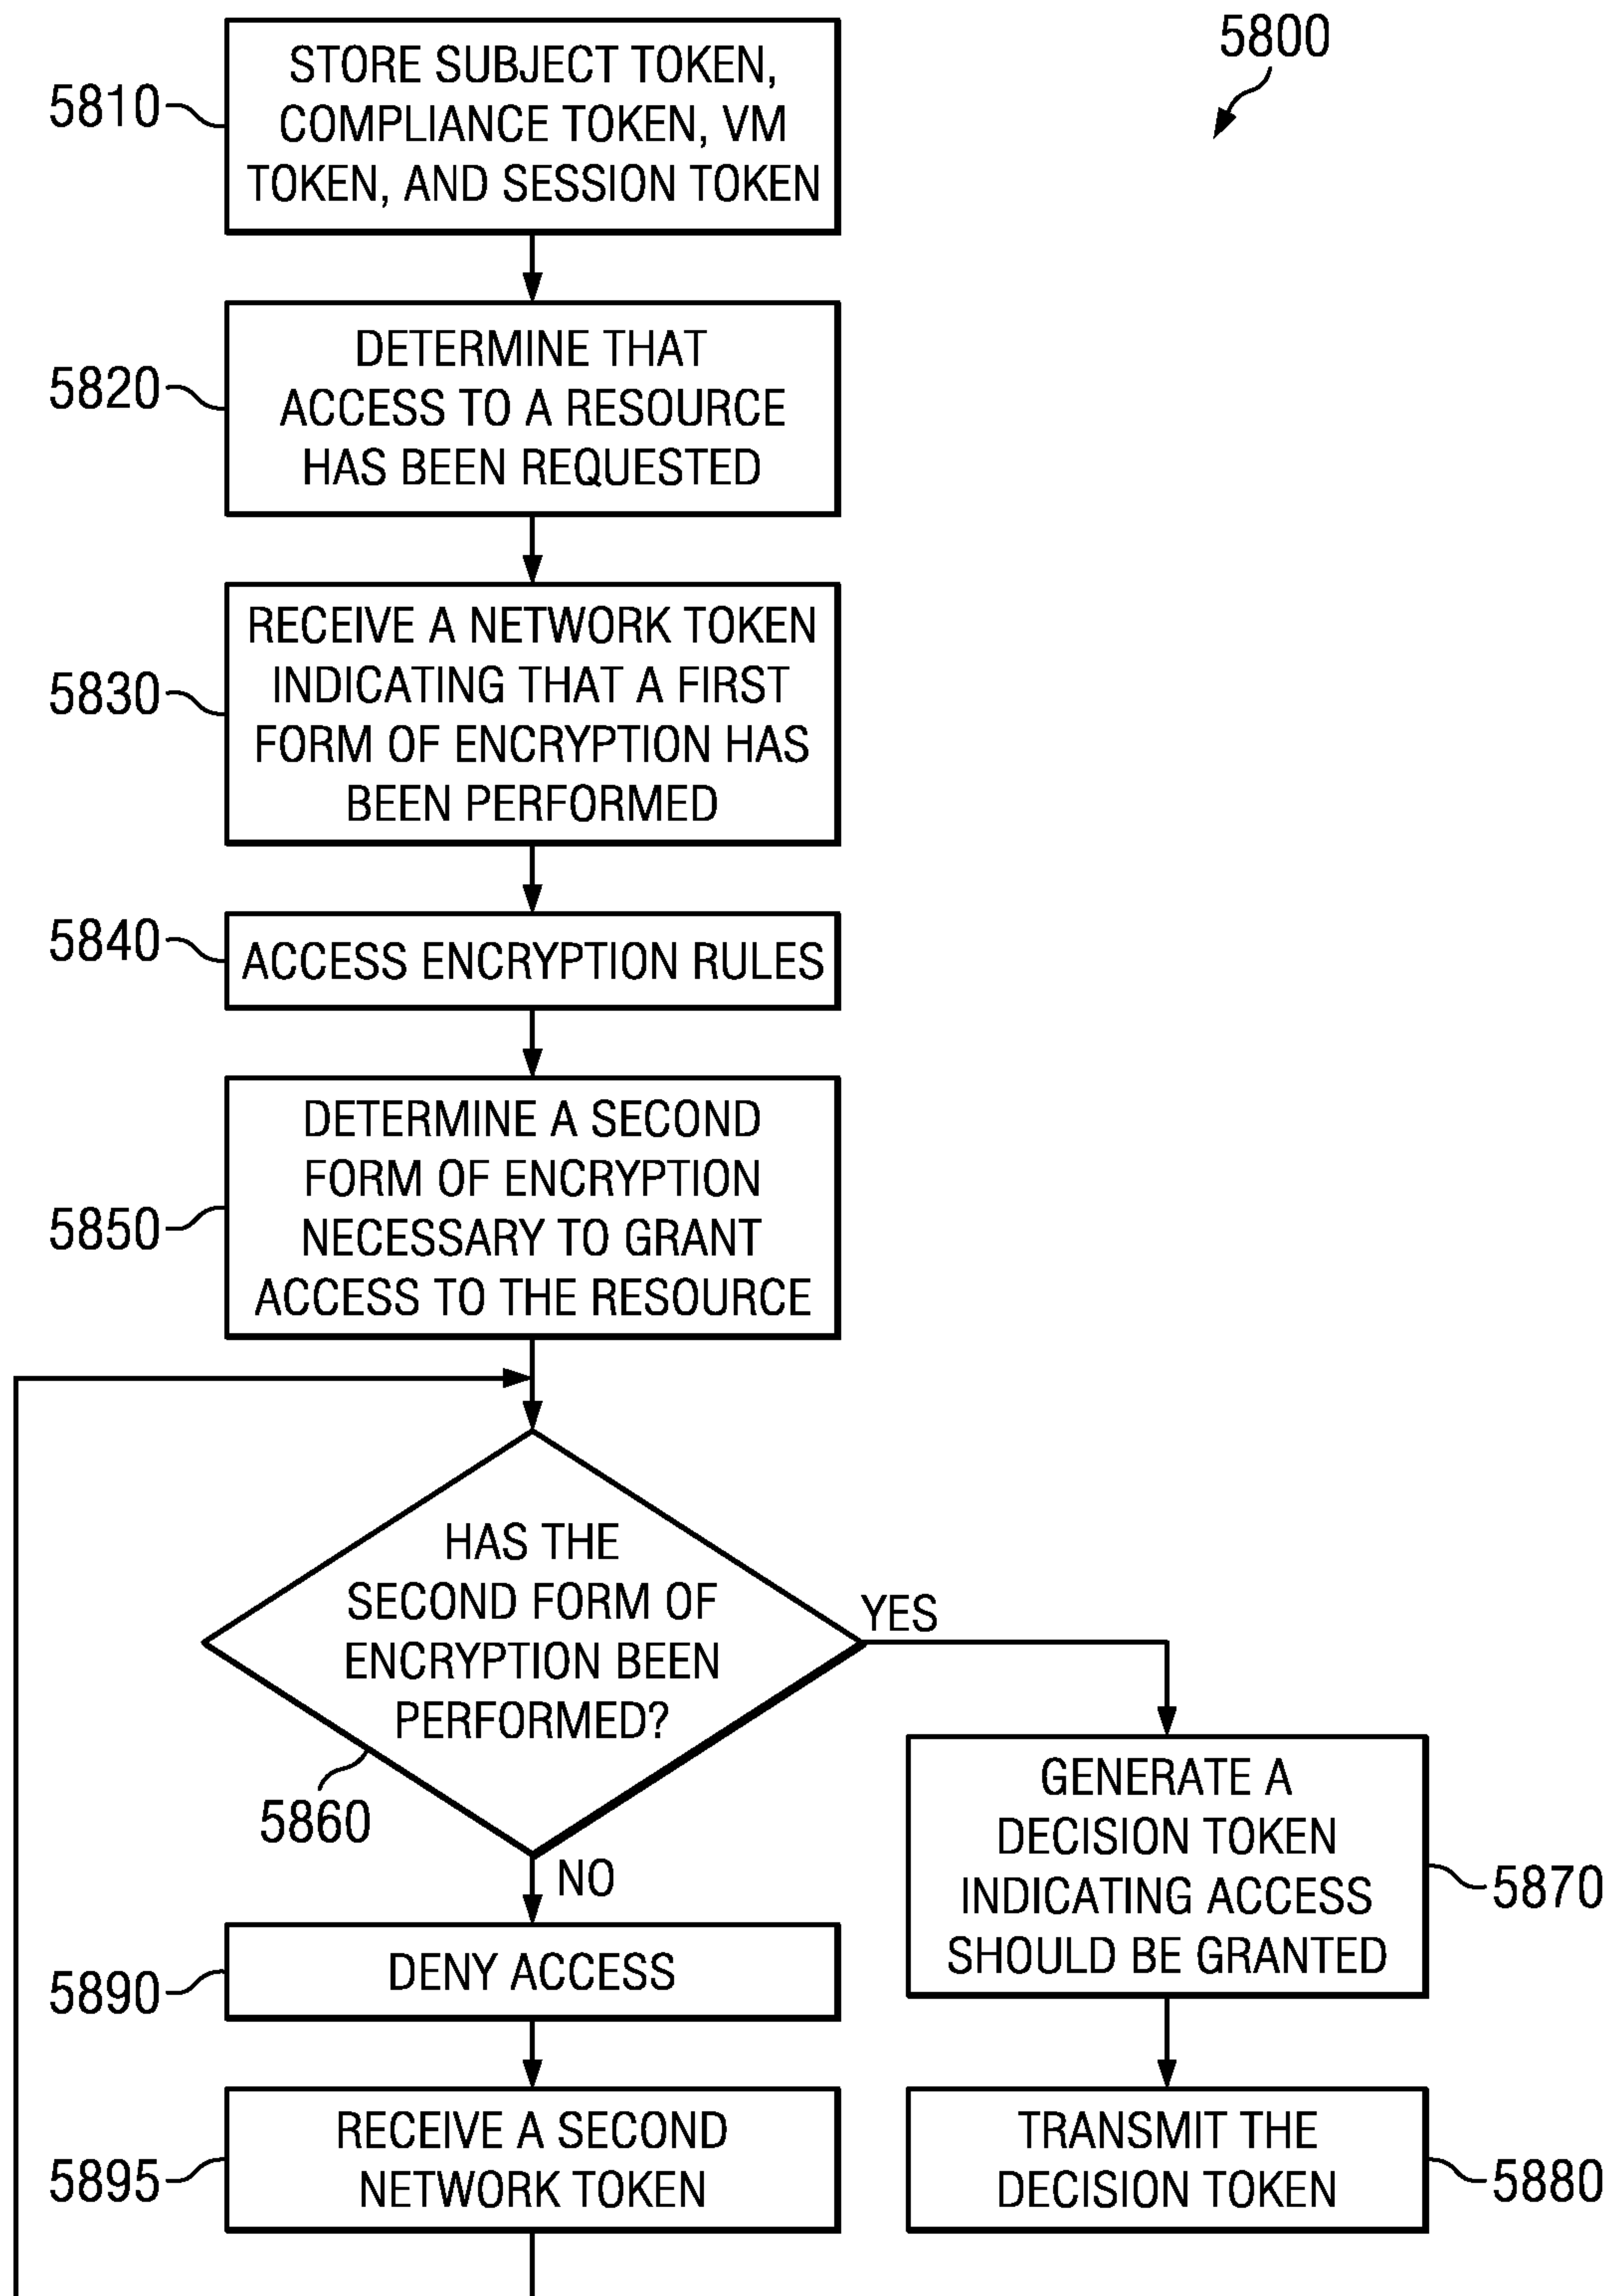 5800
5810
STORE SUBJECT TOKEN,
COMPLIANCE TOKEN, VM
TOKEN, AND SESSION TOKEN
5820
DETERMINE THAT
ACCESS TO A RESOURCE
HAS BEEN REQUESTED
5830
RECEIVE A NETWORK TOKEN
INDICATING THAT A FIRST
FORM OF ENCRYPTION HAS
BEEN PERFORMED
5840
ACCESS ENCRYPTION RULES
5850
DETERMINE A SECOND
FORM OF ENCRYPTION
NECESSARY TO GRANT
ACCESS TO THE RESOURCE
HAS THE
SECOND FORM OF
ENCRYPTION BEEN
PERFORMED?
5860
YES
NO
GENERATE A
DECISION TOKEN
INDICATING ACCESS
SHOULD BE GRANTED
5870
5890
DENY ACCESS
5895
RECEIVE A SECOND
NETWORK TOKEN
TRANSMIT THE
DECISION TOKEN
5880